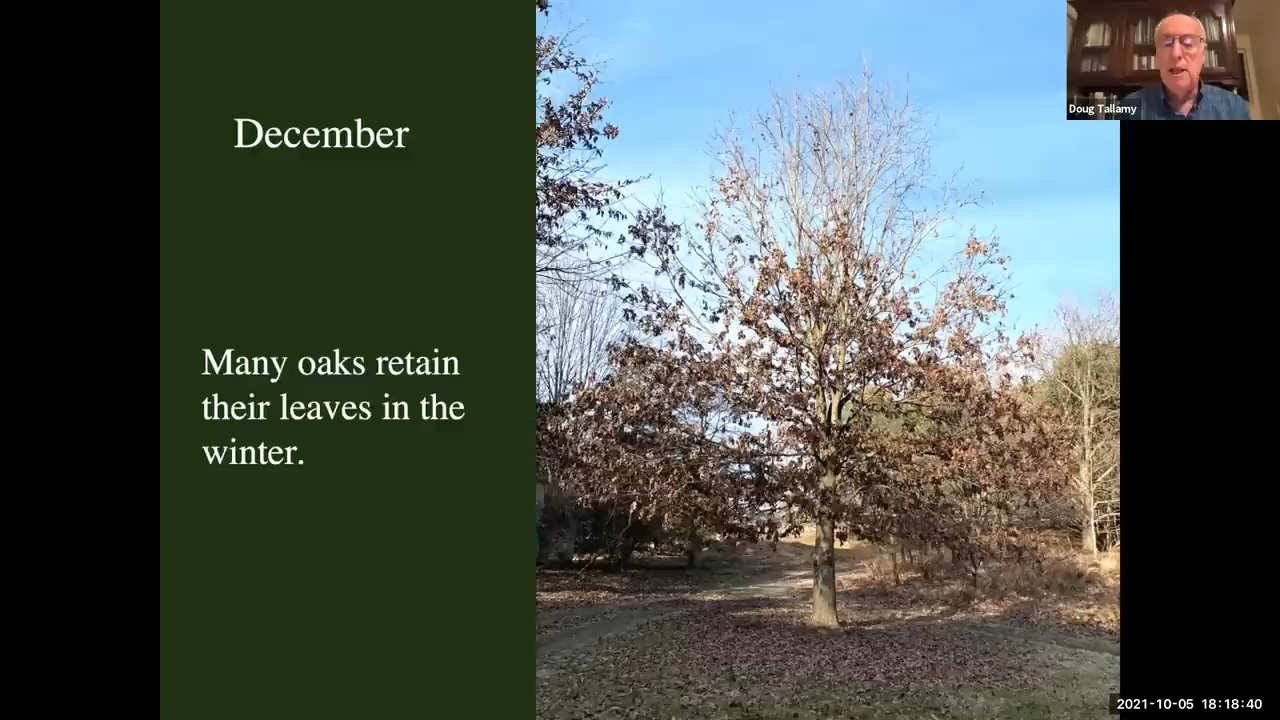 December
Many oaks retain
their leaves in the
winter.
Doug Tallamy
2021-10-05 18:18:40